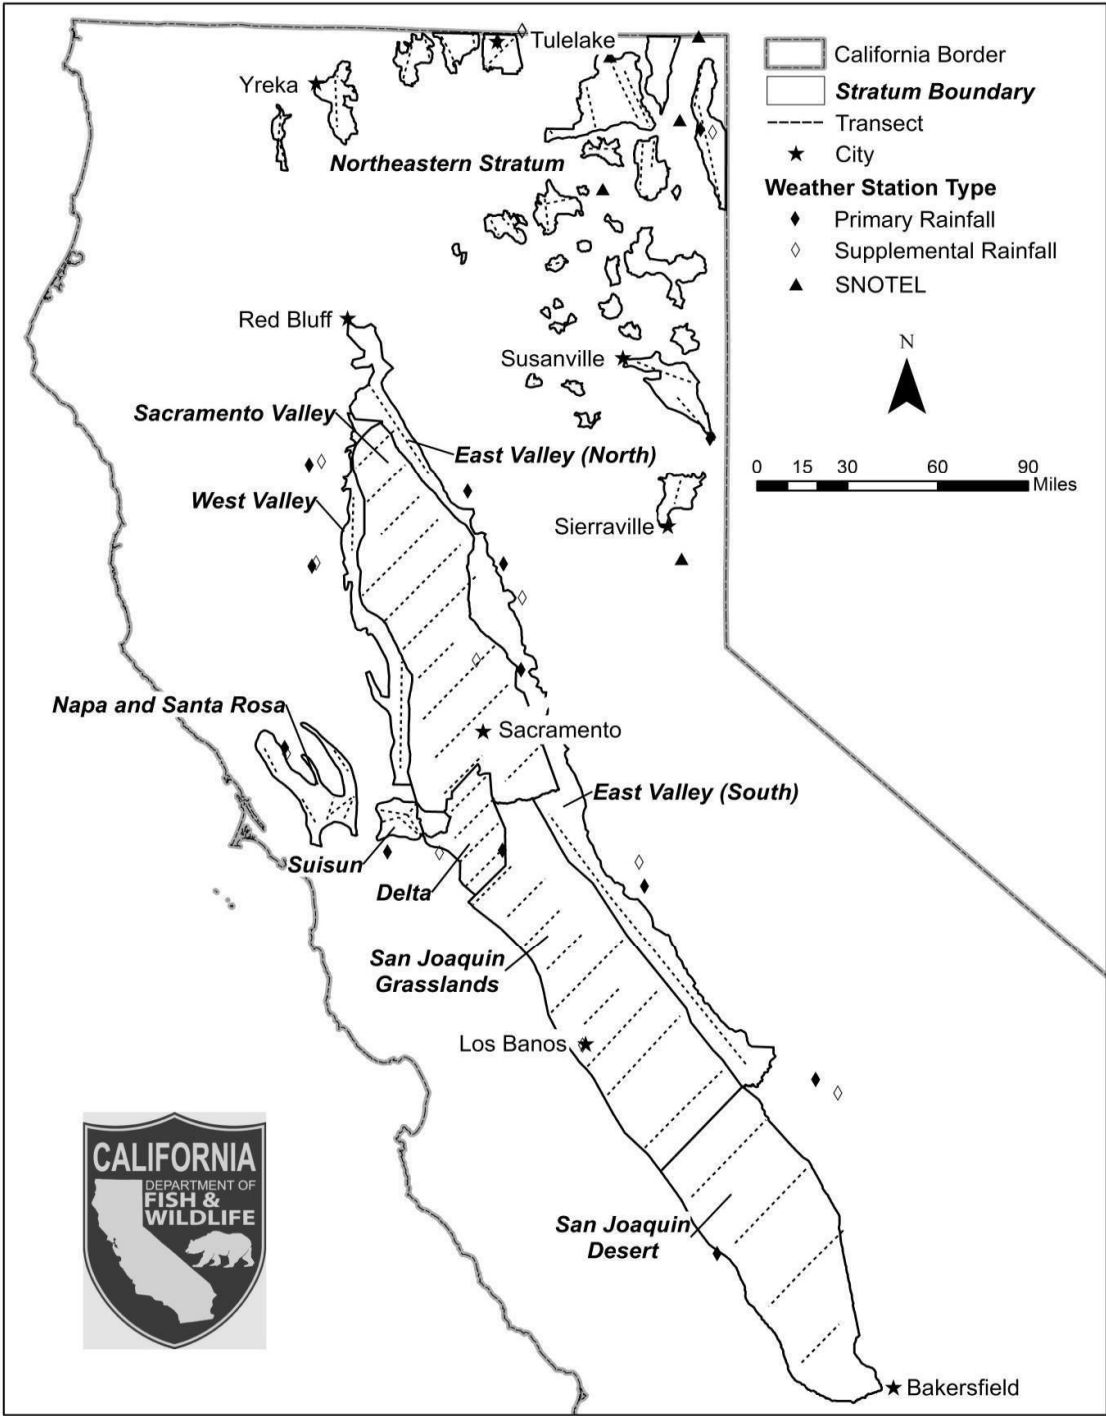 Tulelake
Yreka
Northeastern Stratum
Red Bluff
Susanville
Sacramento Valley
East Valley (North)
West Valley
Sierraville
Napa and Santa Rosa
Sacramento
East Valley (South)
Suisun
Delta
San Joaquin
Grasslands
Los Banos
San Joaquin
Desert
Bakersfield
California Border
Stratum Boundary
Transect
City
Weather Station Type
Primary Rainfall
Supplemental Rainfall
SNOTEL
N
0 15 30 60 90
Miles
CALIFORNIA
DEPARTMENT OF
FISH &
WILDLIFE